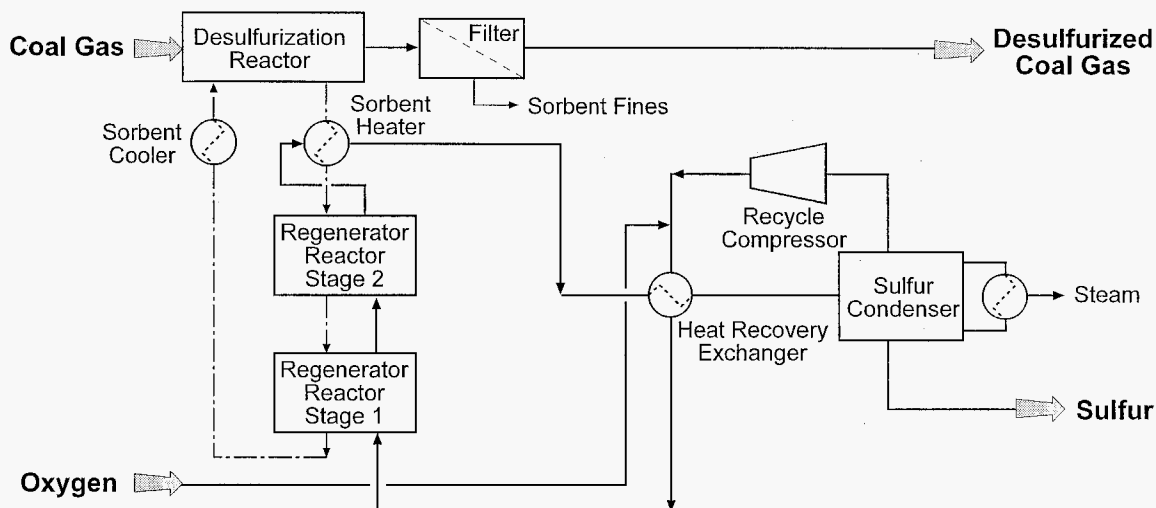 Coal Gas
Desulfurization
Reactor
Filter
Desulfurized
Coal Gas
Sorbent Fines
Sorbent
Heater
Sorbent
Cooler
Recycle
Compressor
Regenerator
Reactor
Stage 2
Sulfur
Condenser
Steam
Heat Recovery
Exchanger
Regenerator
Reactor
Stage 1
Sulfur
Oxygen